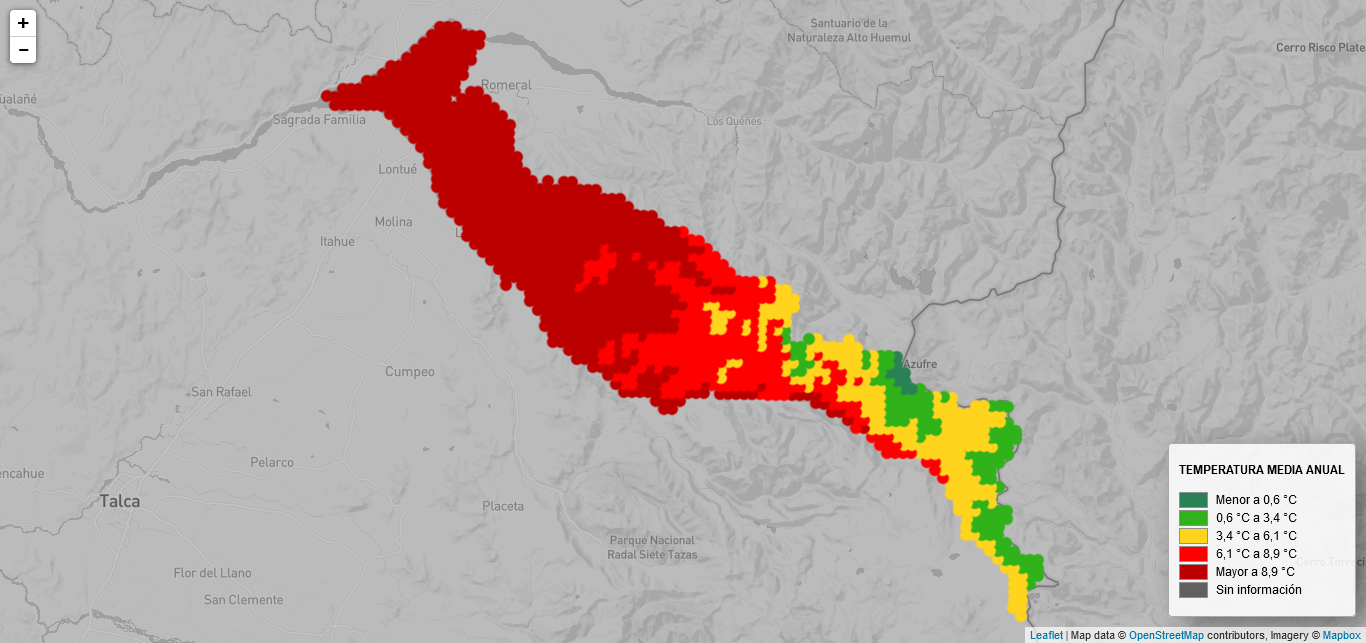 +
−
Santuario de la
Naturaleza Alto Huemul
Cerro Risco Plate
Romeral
ualañé
Sagrada Familia
Los Queñes
Lontué
Molina
L
Itahue
Azufre
Cumpeo
San Rafael
Pelarco
encahue
Talca
Placeta
Parque Nacional
Radal Siete Tazas
Flor del Llano
San Clemente
Cerro Torreci
TEMPERATURA MEDIA ANUAL
Menor a 0,6 °C
0,6 °C a 3,4 °C
3,4 °C a 6,1 °C
6,1 °C a 8,9 °C
Mayor a 8,9 °C
Sin información
Leaflet | Map data © OpenStreetMap contributors, Imagery © Mapbox